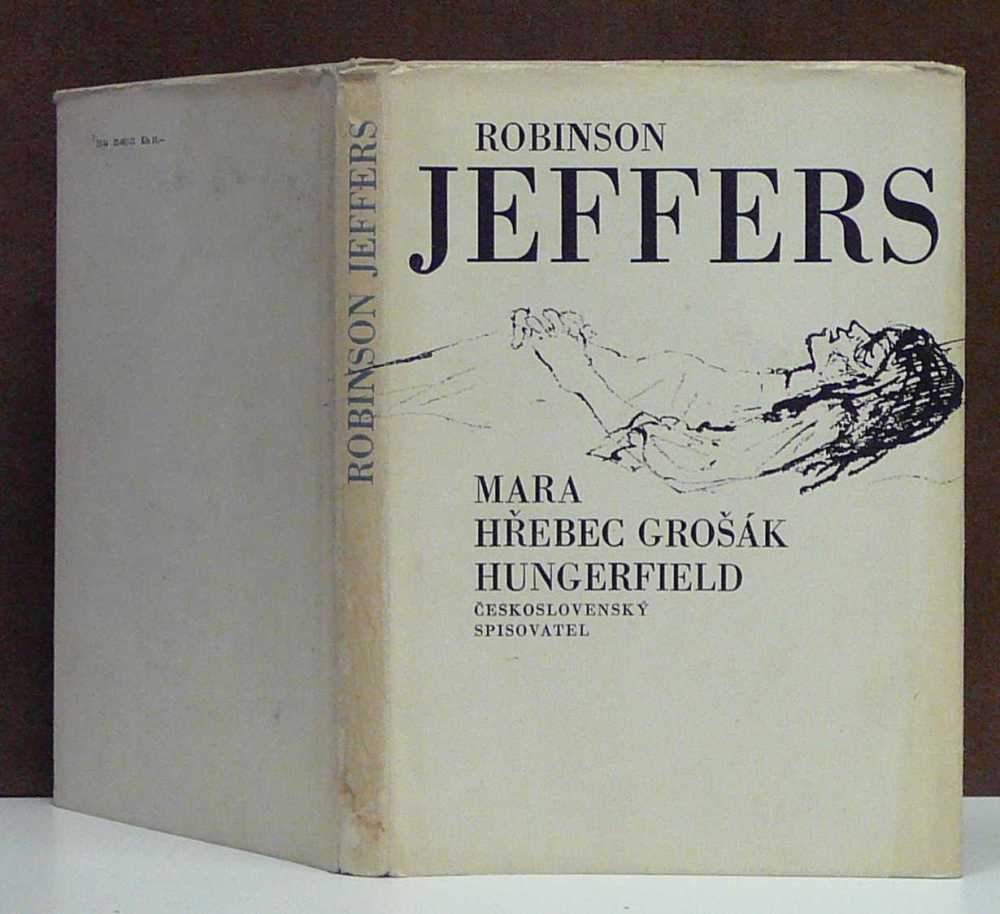 ROBINSON
JEFFERS
MARA
HŘEBEC GROŠÁK
HUNGERFIELD
ČESKOSLOVENSKÝ
SPISOVATEL
ROBINSON JEFFERS